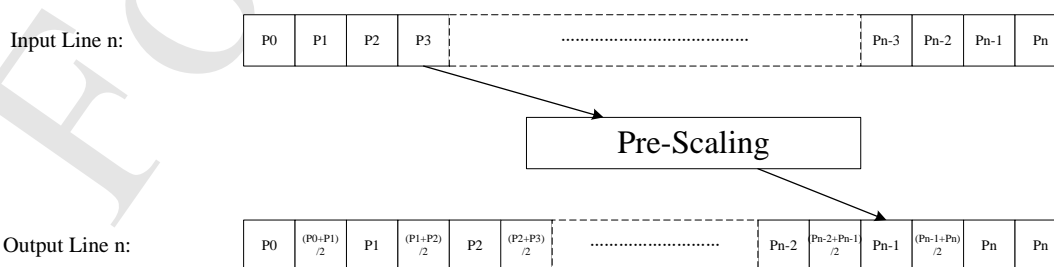 Input Line n: P0 P1 P2 P3 Pn-3 Pn-2 Pn-1 Pn
Pre-Scaling
Output Line n: P0 (P0+P1)/2 P1 (P1+P2)/2 P2 (P2+P3)/2 Pn-2 (Pn-2+Pn-1)/2 Pn-1 (Pn-1+Pn)/2 Pn Pn